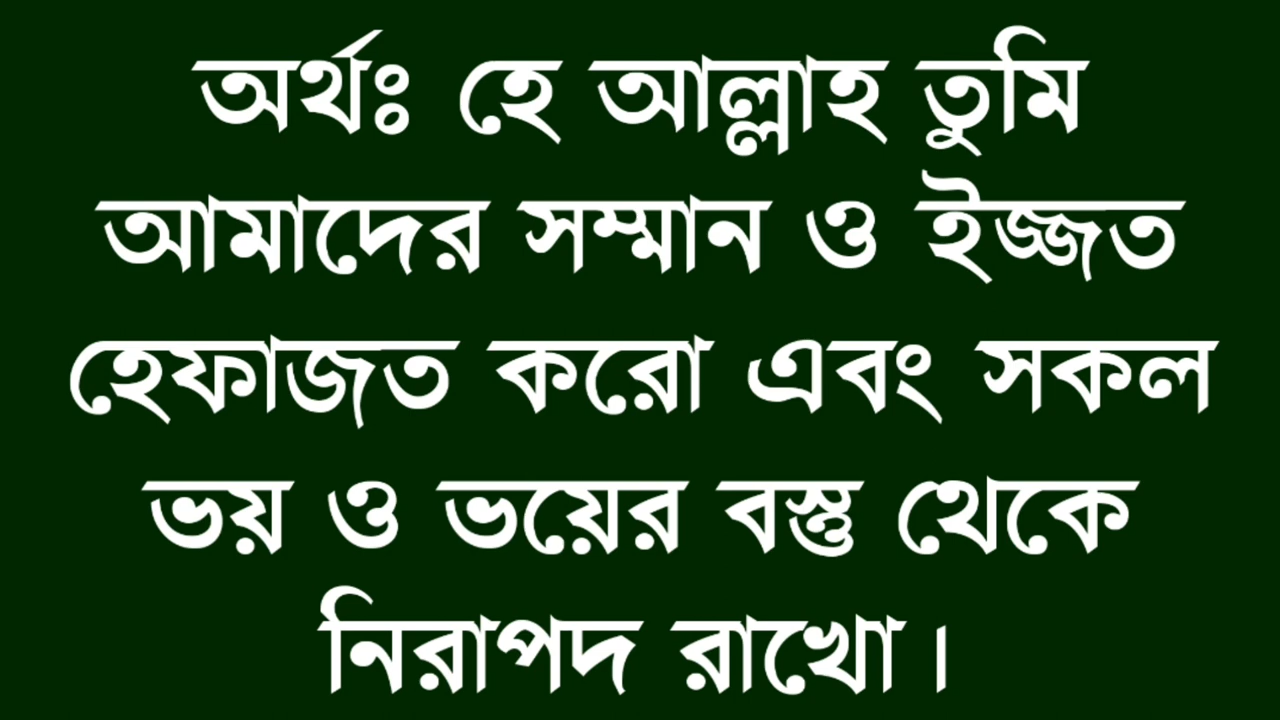 অর্থঃ হে আল্লাহ তুমি
আমাদের সম্মান ও ইজ্জত
হেফাজত করো এবং সকল
ভয় ও ভয়ের বস্তু থেকে
নিরাপদ রাখো।